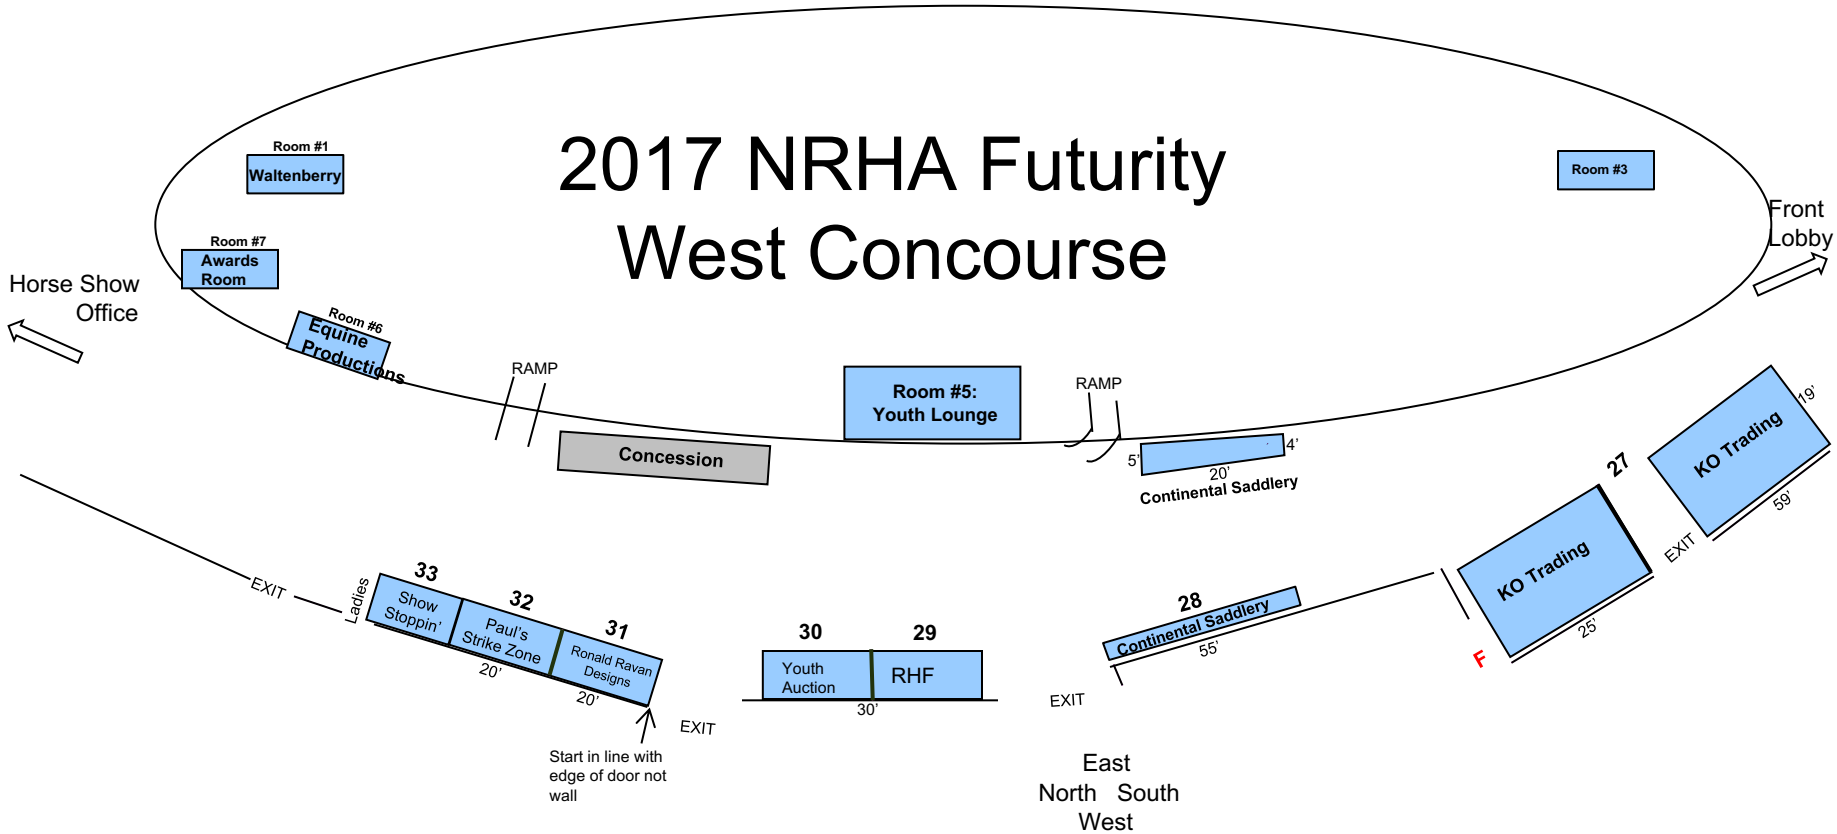 2017 NRHA Futurity
West Concourse
Room #1
Waltenberry
Room #3
Front
Lobby
Room #7
Awards
Room
Horse Show
Office
Room #6
Equine
Productions
RAMP
Room #5:
Youth Lounge
RAMP
Concession
5'
4'
20'
Continental Saddlery
19'
KO Trading
27
59'
KO Trading
EXIT
25'
F
EXIT
Ladies
33
Show
Stoppin'
32
Paul's
Strike Zone
20'
31
Ronald Ravan
Designs
20'
EXIT
Start in line with
edge of door not
wall
30
Youth
Auction
29
RHF
30'
28
Continental Saddlery
55'
EXIT
East
North South
West